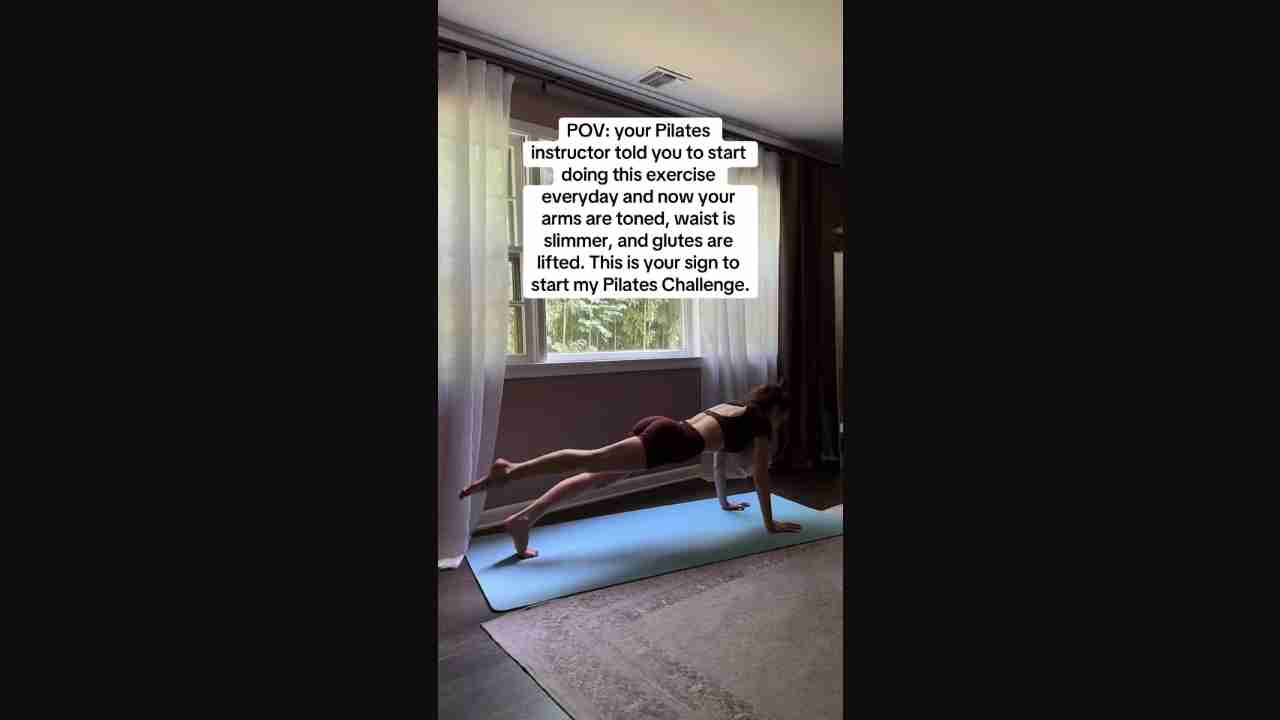 POV: your Pilates
instructor told you to start
doing this exercise
everyday and now your
arms are toned, waist is
slimmer, and glutes are
lifted. This is your sign to
start my Pilates Challenge.